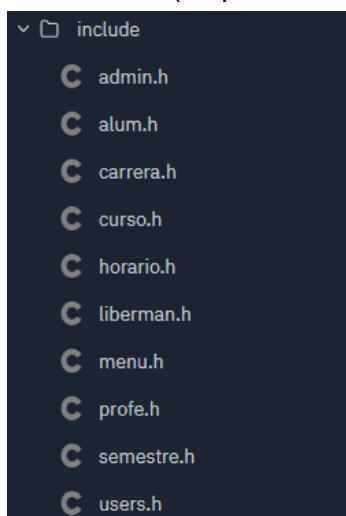 include
admin.h
alum.h
carrera.h
curso.h
horario.h
liberman.h
menu.h
profe.h
semestre.h
users.h